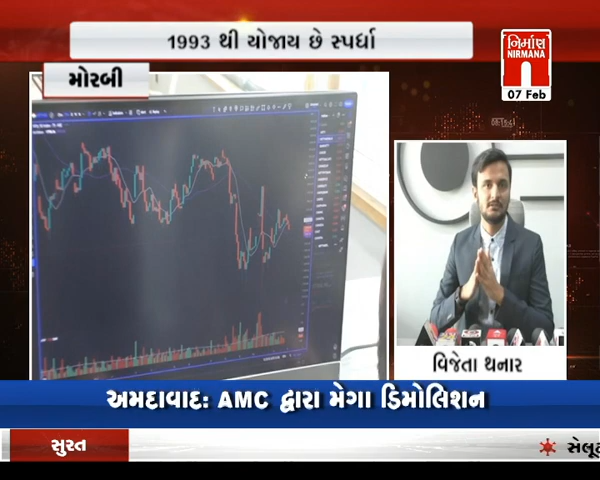 1993 થી યોજાય છે સ્પર્ધા
મોરબી
નિર્માણ
NIRMANA
07 Feb
વિજેતા થનાર
અમદાવાદ: AMC દ્વારા મેગા ડિમોલિશન
સુરત